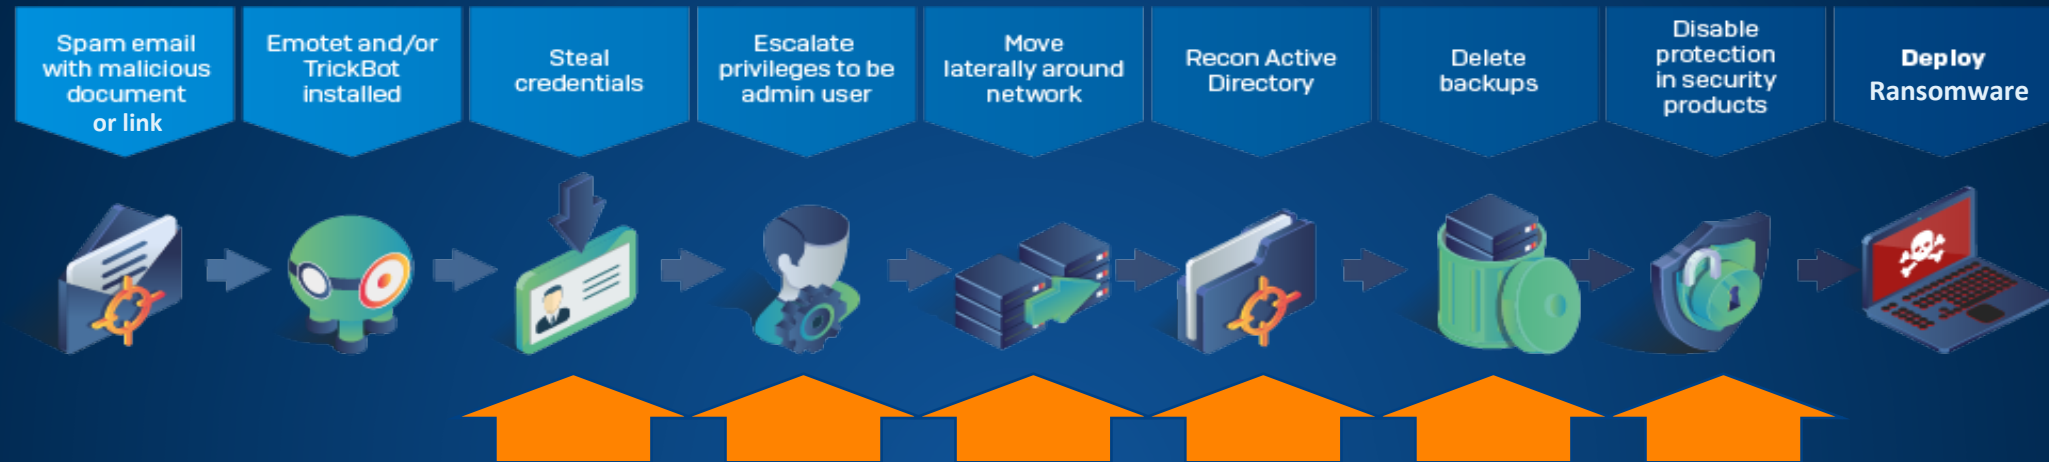 Spam email
with malicious
document
or link
Emotet and/or
TrickBot
installed
Steal
credentials
Escalate
privileges to be
admin user
Move
laterally around
network
Recon Active
Directory
Delete
backups
Disable
protection
in security
products
Deploy
Ransomware